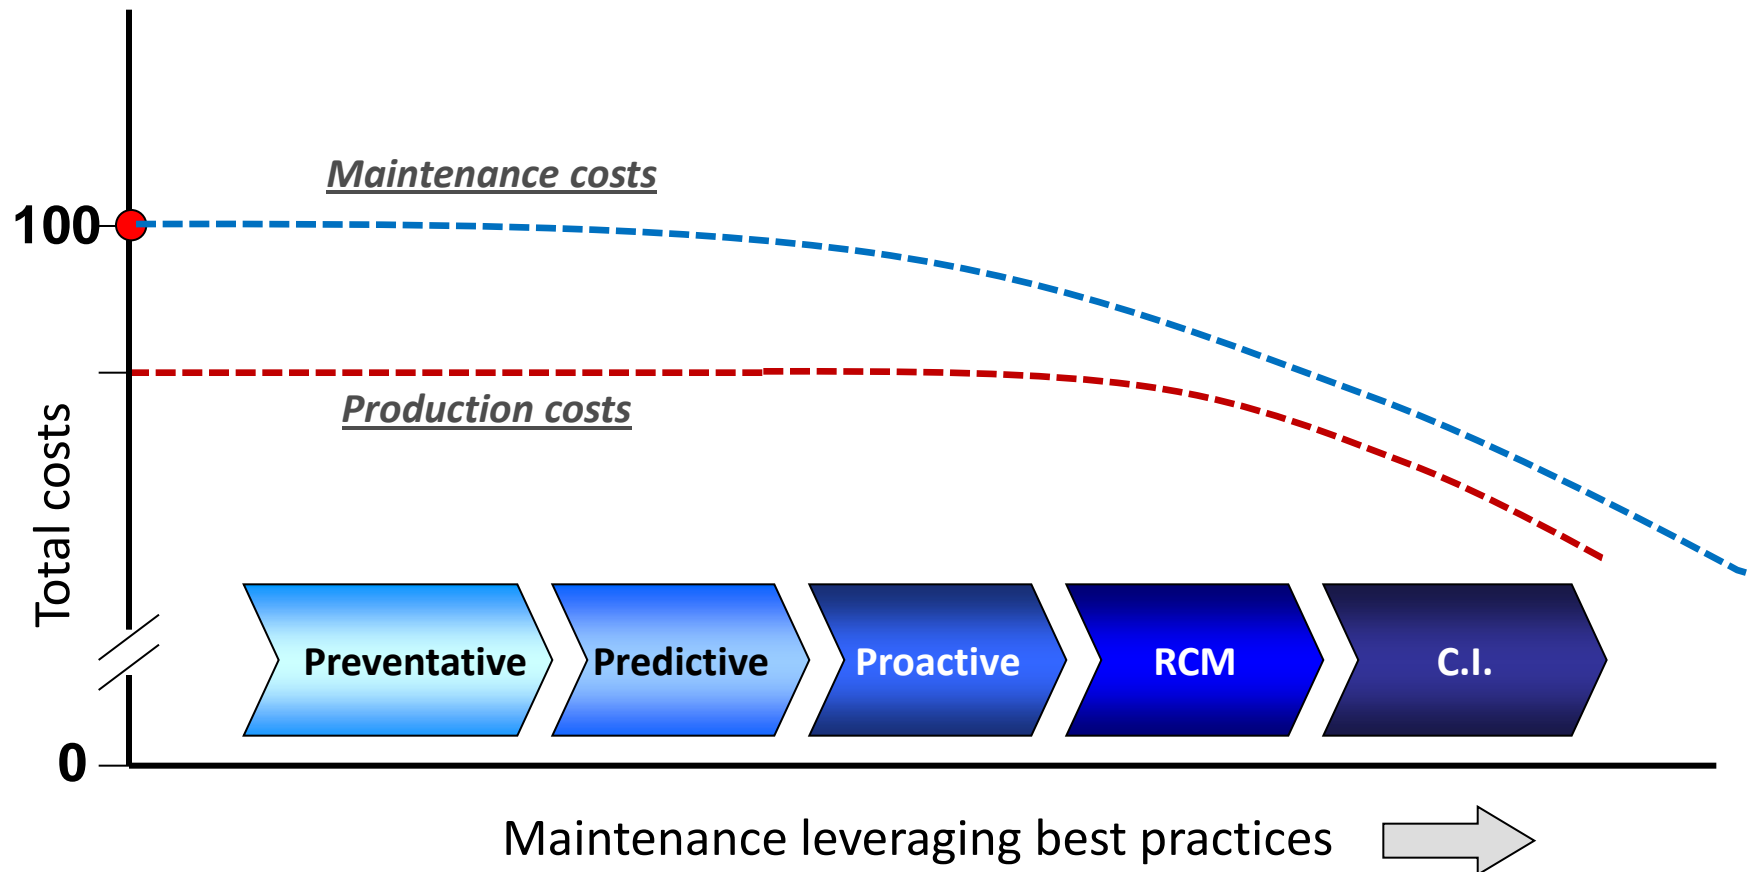 Maintenance costs
100
Production costs
Total costs
Preventative
Predictive
Proactive
RCM
C.I.
0
Maintenance leveraging best practices